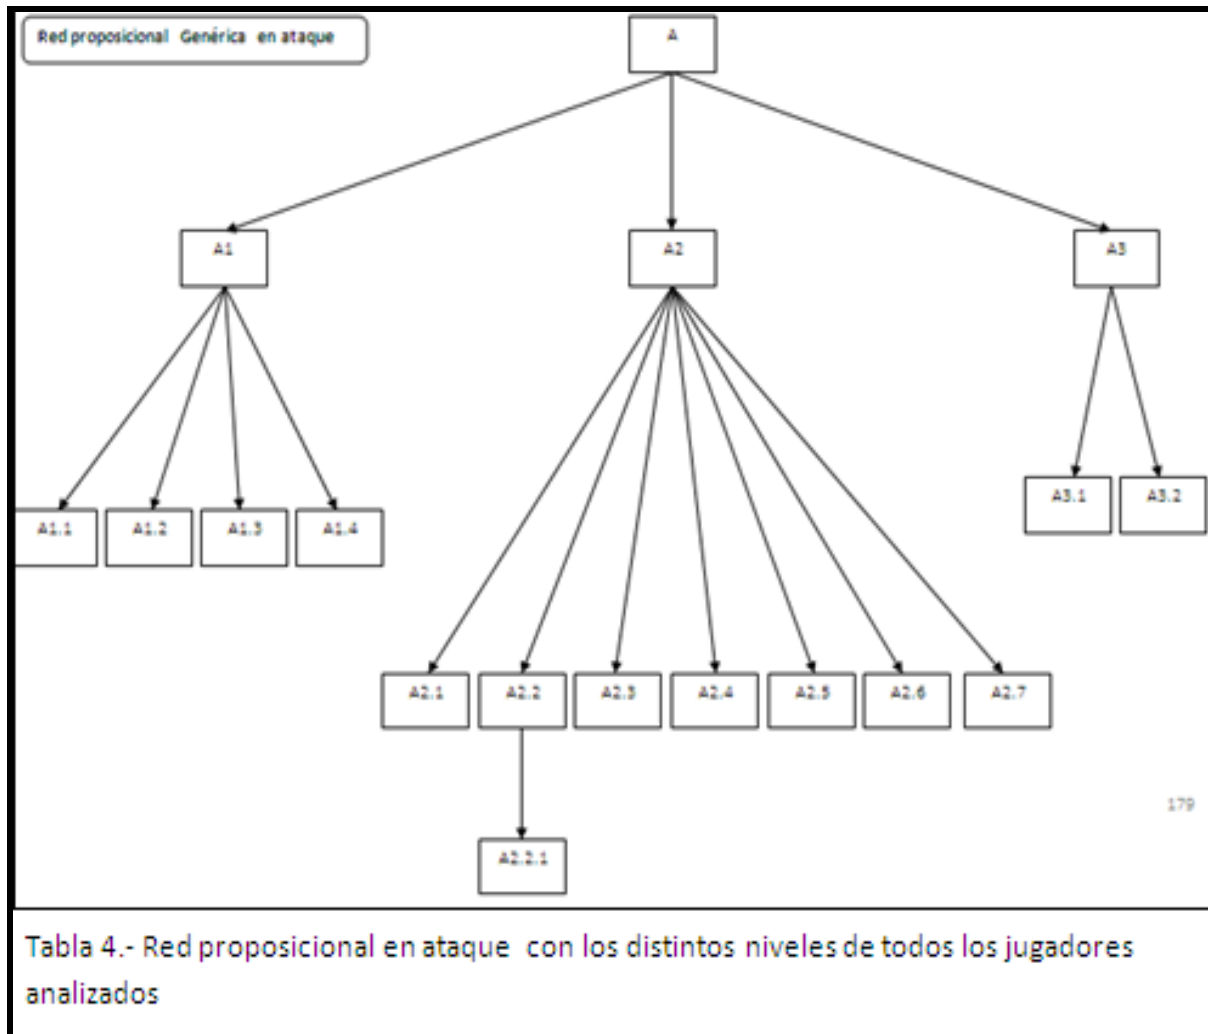 Red proposicional Genérica en ataque
A
A1
A2
A3
A3.1
A3.2
A1.1
A1.2
A1.3
A1.4
A2.1
A2.2
A2.3
A2.4
A2.5
A2.6
A2.7
179
A2.2.1
Tabla 4.- Red proposicional en ataque con los distintos niveles de todos los jugadores
analizados